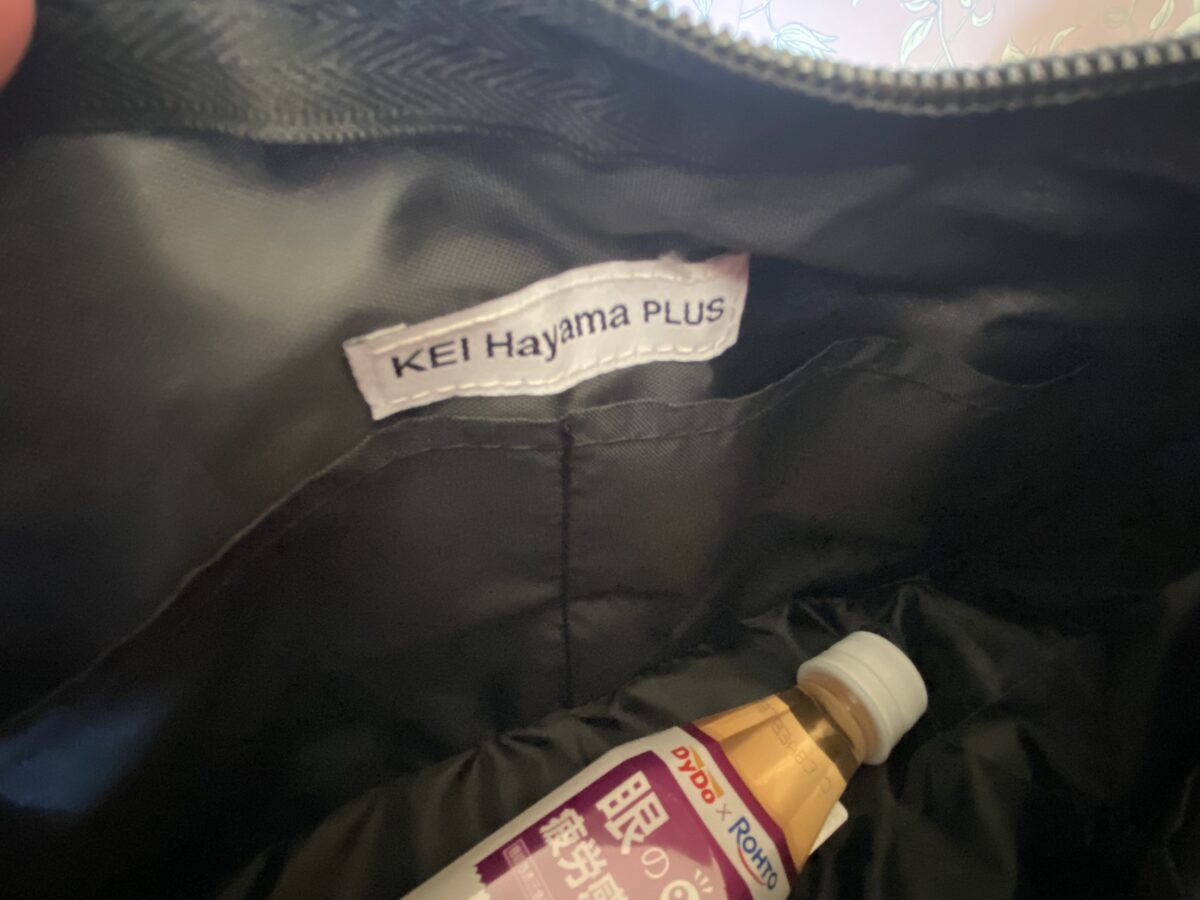 KEI Hayama PLUS
DyDo × ROHTO
眼の
疲労感